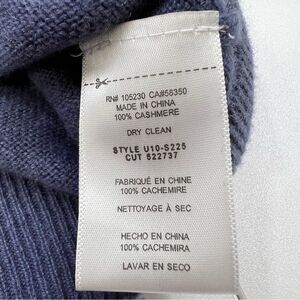 RN# 105230 CA#58350
MADE IN CHINA
100% CASHMERE
DRY CLEAN
STYLE U10-S225
CUT 522737
FABRIQUÉ EN CHINE
100% CACHEMIRE
NETTOYAGE À SEC
HECHO EN CHINA
100% CACHEMIRA
LAVAR EN SECO